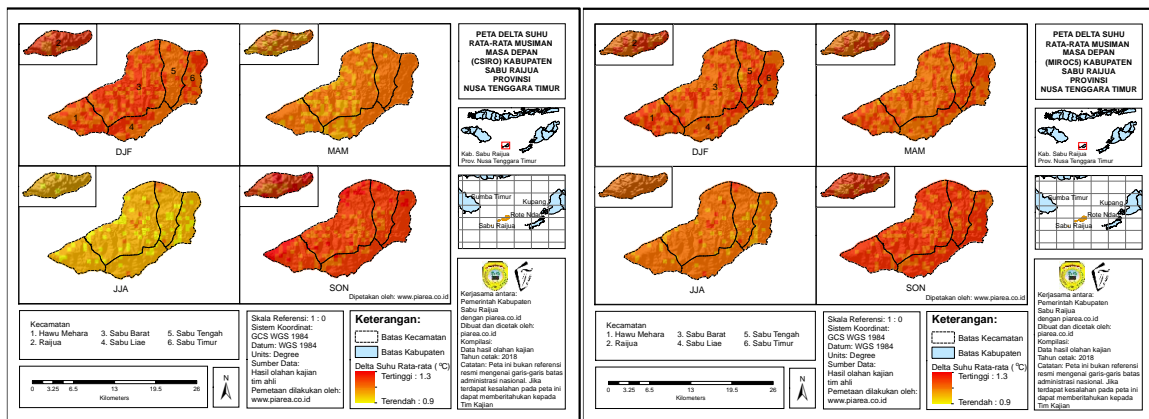 PETA DELTA SUHU
RATA-RATA MUSIMAN
MASA DEPAN
(CSIRO) KABUPATEN
SABU RAIJUA
PROVINSI
NUSA TENGGARA TIMUR
2
5
6
3
1
4
DJF
MAM
Kab. Sabu Raijua
Prov. Nusa Tenggara Timur
JJA
SON
Dipetakan oleh: www.piarea.co.id
Sumba Timur
Kupang
Rote Ndao
Sabu Raijua
Kerjasama antara:
Pemerintah Kabupaten
Sabu Raijua
dengan piarea.co.id
Dibuat dan dicetak oleh:
piarea.co.id
Kompilasi:
Data hasil olahan kajian
Tahun cetak: 2018
Catatan: Peta ini bukan referensi
resmi mengenai garis-garis batas
administrasi nasional. Jika
terdapat kesalahan pada peta ini
dapat memberitahukan kepada
Tim Kajian
Kecamatan
1. Hawu Mehara 3. Sabu Barat 5. Sabu Tengah
2. Raijua 4. Sabu Liae 6. Sabu Timur
0 3.25 6.5 13 19.5 26
Kilometers
N
Skala Referensi: 1 : 0
Sistem Koordinat:
GCS WGS 1984
Datum: WGS 1984
Units: Degree
Sumber Data:
Hasil olahan kajian
tim ahli
Pemetaan dilakukan oleh:
www.piarea.co.id
Keterangan:
Batas Kecamatan
Batas Kabupaten
Delta Suhu Rata-rata (°C)
Tertinggi : 1.3
Terendah : 0.9
PETA DELTA SUHU
RATA-RATA MUSIMAN
MASA DEPAN
(MIROC5) KABUPATEN
SABU RAIJUA
PROVINSI
NUSA TENGGARA TIMUR
2
5
6
3
1
4
DJF
MAM
Kab. Sabu Raijua
Prov. Nusa Tenggara Timur
JJA
SON
Dipetakan oleh: www.piarea.co.id
Sumba Timur
Kupang
Rote Ndao
Sabu Raijua
Kerjasama antara:
Pemerintah Kabupaten
Sabu Raijua
dengan piarea.co.id
Dibuat dan dicetak oleh:
piarea.co.id
Kompilasi:
Data hasil olahan kajian
Tahun cetak: 2018
Catatan: Peta ini bukan referensi
resmi mengenai garis-garis batas
administrasi nasional. Jika
terdapat kesalahan pada peta ini
dapat memberitahukan kepada
Tim Kajian
Kecamatan
1. Hawu Mehara 3. Sabu Barat 5. Sabu Tengah
2. Raijua 4. Sabu Liae 6. Sabu Timur
0 3.25 6.5 13 19.5 26
Kilometers
N
Skala Referensi: 1 : 0
Sistem Koordinat:
GCS WGS 1984
Datum: WGS 1984
Units: Degree
Sumber Data:
Hasil olahan kajian
tim ahli
Pemetaan dilakukan oleh:
www.piarea.co.id
Keterangan:
Batas Kecamatan
Batas Kabupaten
Delta Suhu Rata-rata (°C)
Tertinggi : 1.3
Terendah : 0.9